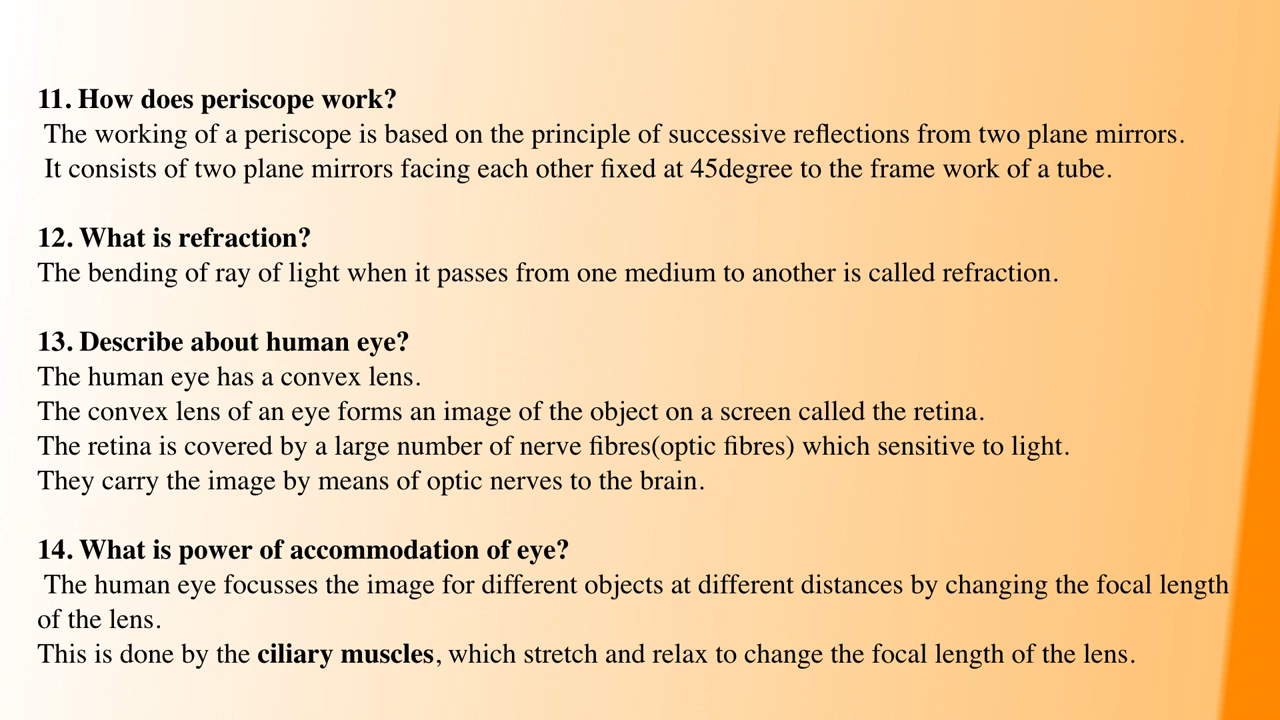 11. How does periscope work?
The working of a periscope is based on the principle of successive reflections from two plane mirrors.
It consists of two plane mirrors facing each other fixed at 45degree to the frame work of a tube.
12. What is refraction?
The bending of ray of light when it passes from one medium to another is called refraction.
13. Describe about human eye?
The human eye has a convex lens.
The convex lens of an eye forms an image of the object on a screen called the retina.
The retina is covered by a large number of nerve fibres(optic fibres) which sensitive to light.
They carry the image by means of optic nerves to the brain.
14. What is power of accommodation of eye?
The human eye focusses the image for different objects at different distances by changing the focal length
of the lens.
This is done by the ciliary muscles, which stretch and relax to change the focal length of the lens.